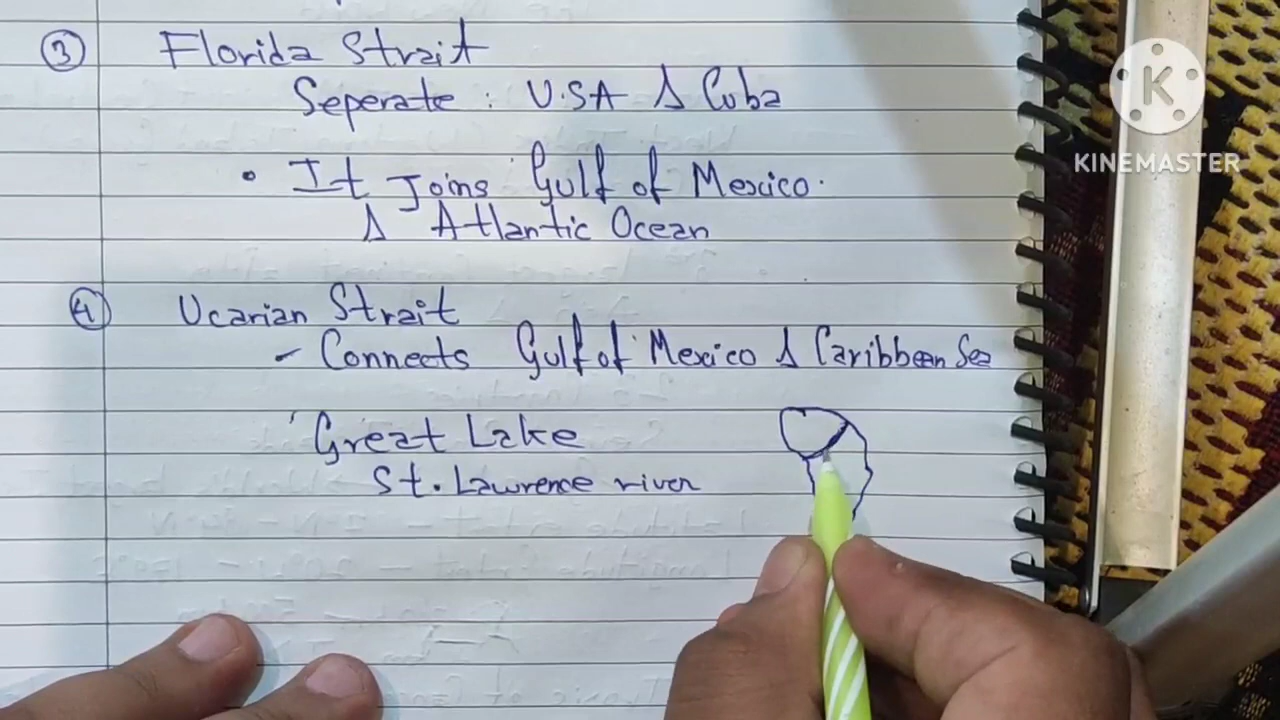 ③ Florida Strait
Seperate : U.S.A & Cuba
• It Joins Gulf of Mexico.
& Atlantic Ocean
④ Ucarian Strait
- Connects Gulf of Mexico & Caribbean Sea
Great Lake
St. Lawrence river
K
KINEMASTER